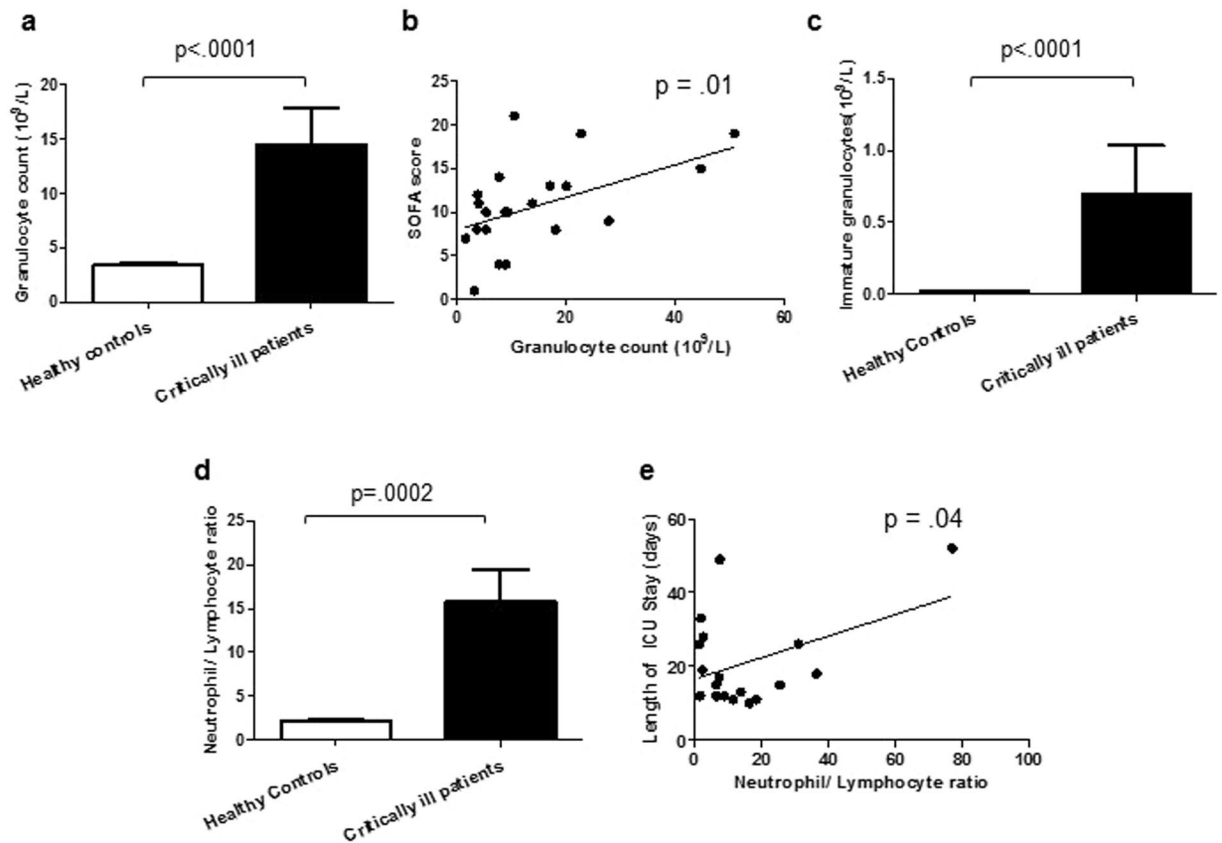 a
p<.0001
Granulocyte count (10⁹/L)
20
15
10
5
0
Healthy controls
Critically ill patients
b
p = .01
SOFA score
25
20
15
10
5
0
0 20 40 60
Granulocyte count (10⁹/L)
c
p<.0001
Immature granulocytes(10⁹/L)
1.5
1.0
0.5
0.0
Healthy Controls
Critically ill patients
d
p=.0002
Neutrophil/ Lymphocyte ratio
25
20
15
10
5
0
Healthy Controls
Critically ill patients
e
p = .04
Length of ICU Stay (days)
60
40
20
0
0 20 40 60 80 100
Neutrophil/ Lymphocyte ratio